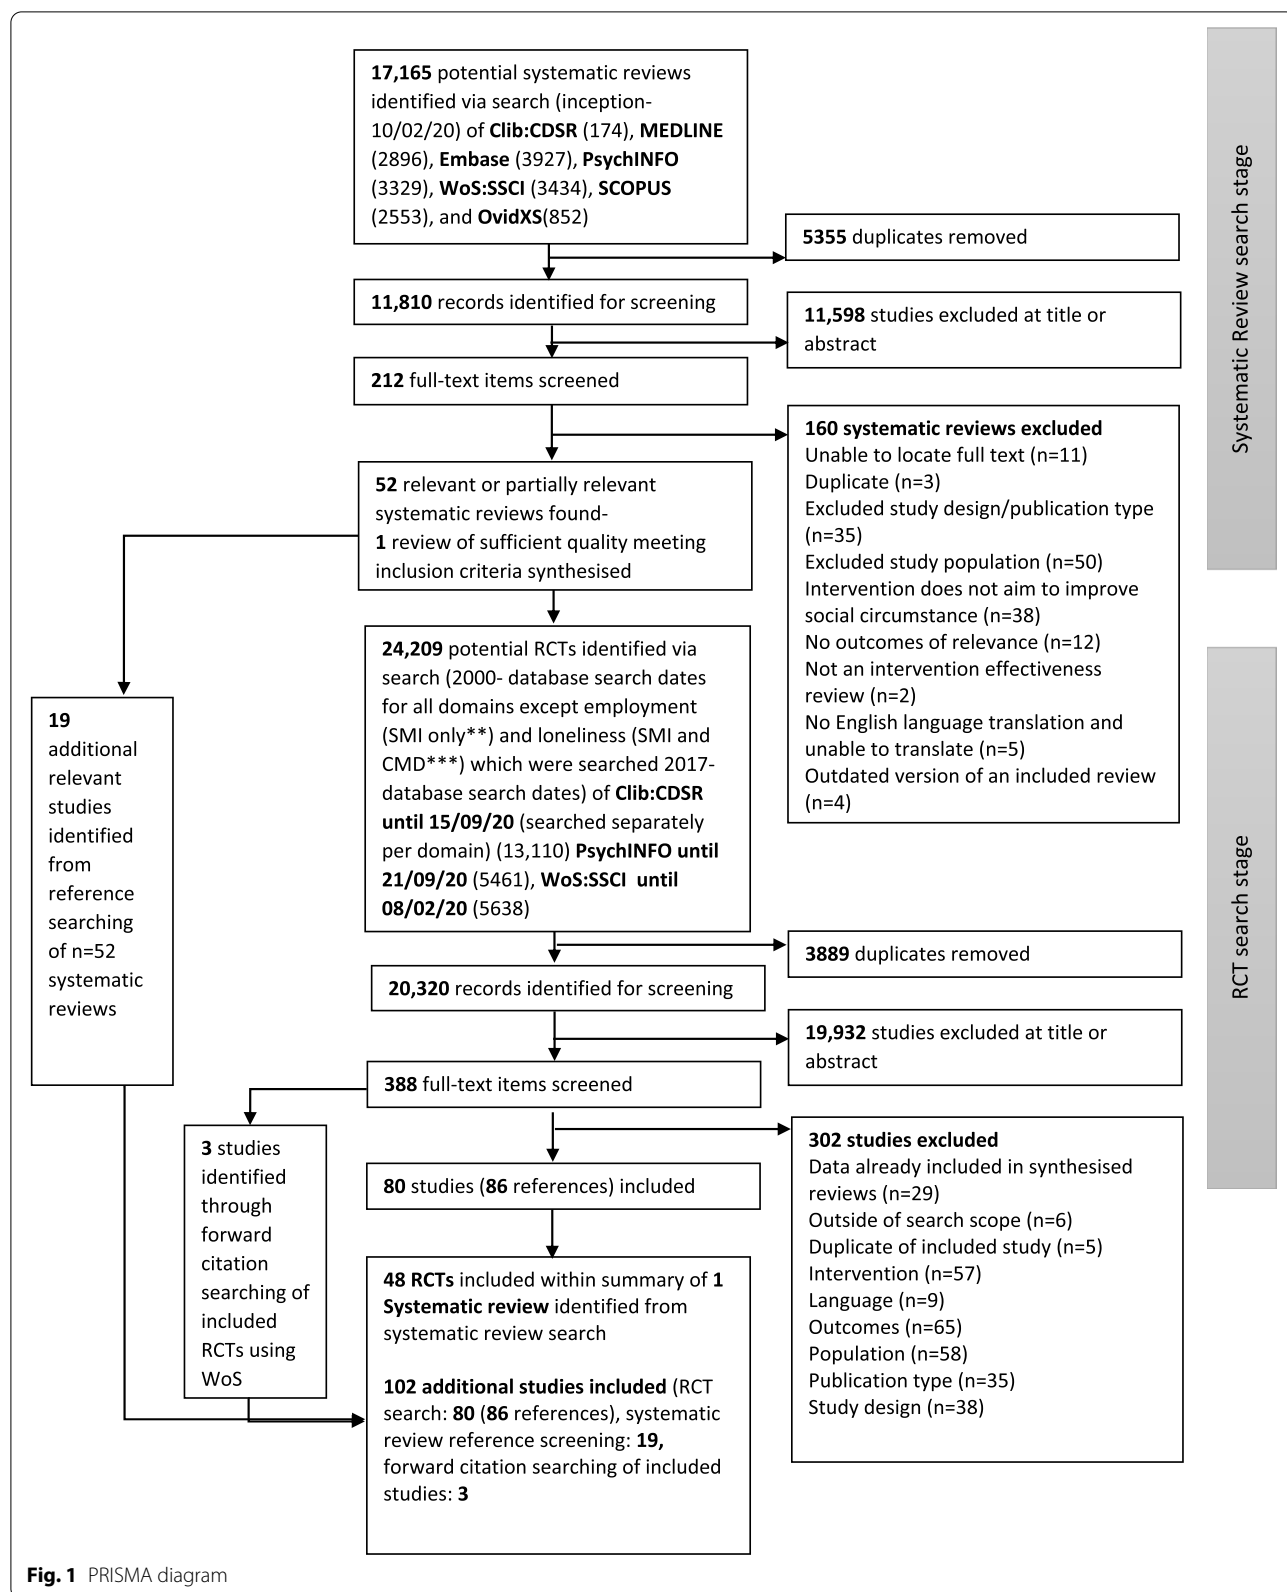 17,165 potential systematic reviews
identified via search (inception-
10/02/20) of Clib:CDSR (174), MEDLINE
(2896), Embase (3927), PsychINFO
(3329), WoS:SSCI (3434), SCOPUS
(2553), and OvidXS(852)
5355 duplicates removed
11,810 records identified for screening
11,598 studies excluded at title or
abstract
212 full-text items screened
160 systematic reviews excluded
Unable to locate full text (n=11)
Duplicate (n=3)
Excluded study design/publication type
(n=35)
Excluded study population (n=50)
Intervention does not aim to improve
social circumstance (n=38)
No outcomes of relevance (n=12)
Not an intervention effectiveness
review (n=2)
No English language translation and
unable to translate (n=5)
Outdated version of an included review
(n=4)
Systematic Review search stage
52 relevant or partially relevant
systematic reviews found-
1 review of sufficient quality meeting
inclusion criteria synthesised
24,209 potential RCTs identified via
search (2000- database search dates
for all domains except employment
(SMI only**) and loneliness (SMI and
CMD***) which were searched 2017-
database search dates) of Clib:CDSR
until 15/09/20 (searched separately
per domain) (13,110) PsychINFO until
21/09/20 (5461), WoS:SSCI until
08/02/20 (5638)
19
additional
relevant
studies
identified
from
reference
searching
of n=52
systematic
reviews
3889 duplicates removed
20,320 records identified for screening
19,932 studies excluded at title or
abstract
388 full-text items screened
RCT search stage
3 studies
identified
through
forward
citation
searching of
included
RCTs using
WoS
302 studies excluded
Data already included in synthesised
reviews (n=29)
Outside of search scope (n=6)
Duplicate of included study (n=5)
Intervention (n=57)
Language (n=9)
Outcomes (n=65)
Population (n=58)
Publication type (n=35)
Study design (n=38)
80 studies (86 references) included
48 RCTs included within summary of 1
Systematic review identified from
systematic review search
102 additional studies included (RCT
search: 80 (86 references), systematic
review reference screening: 19,
forward citation searching of included
studies: 3
Fig. 1 PRISMA diagram